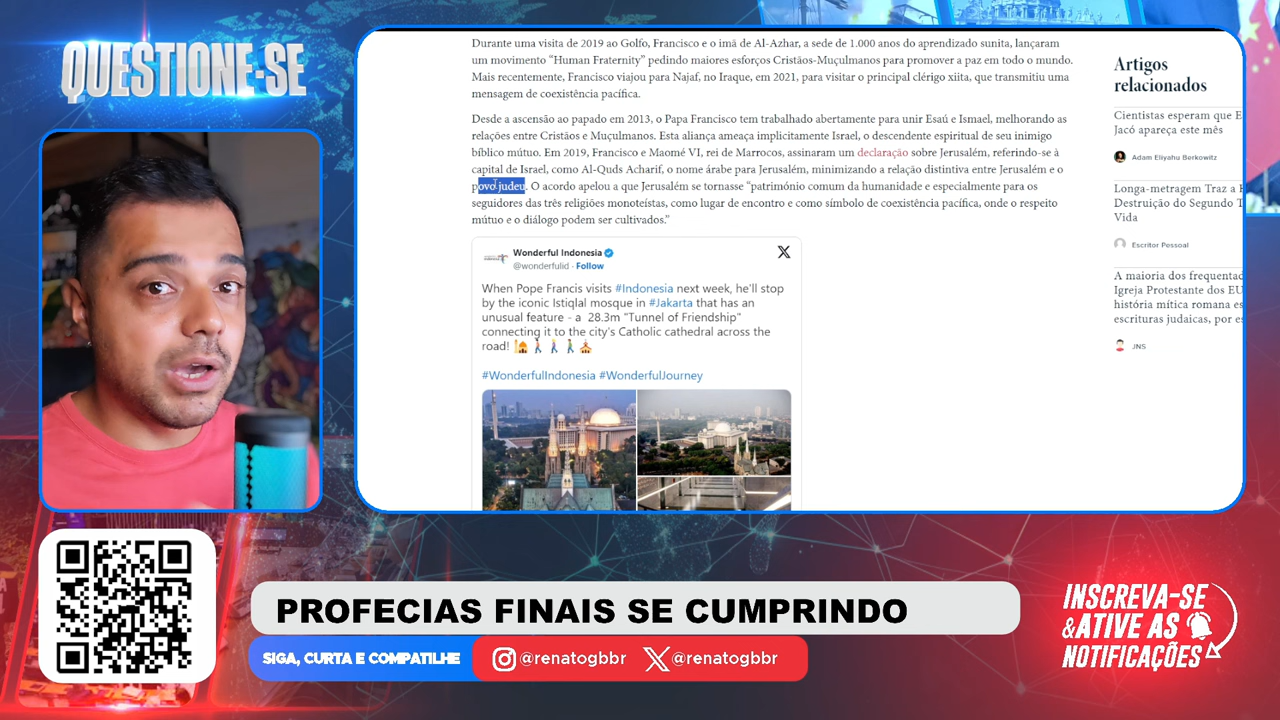 QUESTIONE-SE
Durante uma visita de 2019 ao Golfo, Francisco e o imã de Al-Azhar, a sede de 1.000 anos do aprendizado sunita, lançaram
um movimento “Human Fraternity” pedindo maiores esforços Cristãos-Muçulmanos para promover a paz em todo o mundo.
Mais recentemente, Francisco viajou para Najaf, no Iraque, em 2021, para visitar o principal clérigo xiita, que transmitiu uma
mensagem de coexistência pacífica.
Desde a ascensão ao papado em 2013, o Papa Francisco tem trabalhado abertamente para unir Esaú e Ismael, melhorando as
relações entre Cristãos e Muçulmanos. Esta aliança ameaça implicitamente Israel, o descendente espiritual de seu inimigo
bíblico mútuo. Em 2019, Francisco e Maomé VI, rei de Marrocos, assinaram um declaração sobre Jerusalém, referindo-se à
capital de Israel, como Al-Quds Acharif, o nome árabe para Jerusalém, minimizando a relação distintiva entre Jerusalém e o
povo judeu. O acordo apelou a que Jerusalém se tornasse “património comum da humanidade e especialmente para os
seguidores das três religiões monoteístas, como lugar de encontro e como símbolo de coexistência pacífica, onde o respeito
mútuo e o diálogo podem ser cultivados.”
Wonderful Indonesia
@wonderfulid · Follow
When Pope Francis visits #Indonesia next week, he'll stop
by the iconic Istiqlal mosque in #Jakarta that has an
unusual feature - a 28.3m “Tunnel of Friendship”
connecting it to the city's Catholic cathedral across the
road!
#WonderfulIndonesia #WonderfulJourney
Artigos
relacionados
Cientistas esperam que E
Jacó apareça este mês
Adam Eliyahu Berkowitz
Longa-metragem Traz a
Destruição do Segundo T
Vida
Escritor Pessoal
A maioria dos frequentad
Igreja Protestante dos EU
história mítica romana es
escrituras judaicas, por es
JNS
PROFECIAS FINAIS SE CUMPRINDO
SIGA, CURTA E COMPATILHE
@renatogbbr
@renatogbbr
INSCREVA-SE
&ATIVE AS
NOTIFICAÇÕES